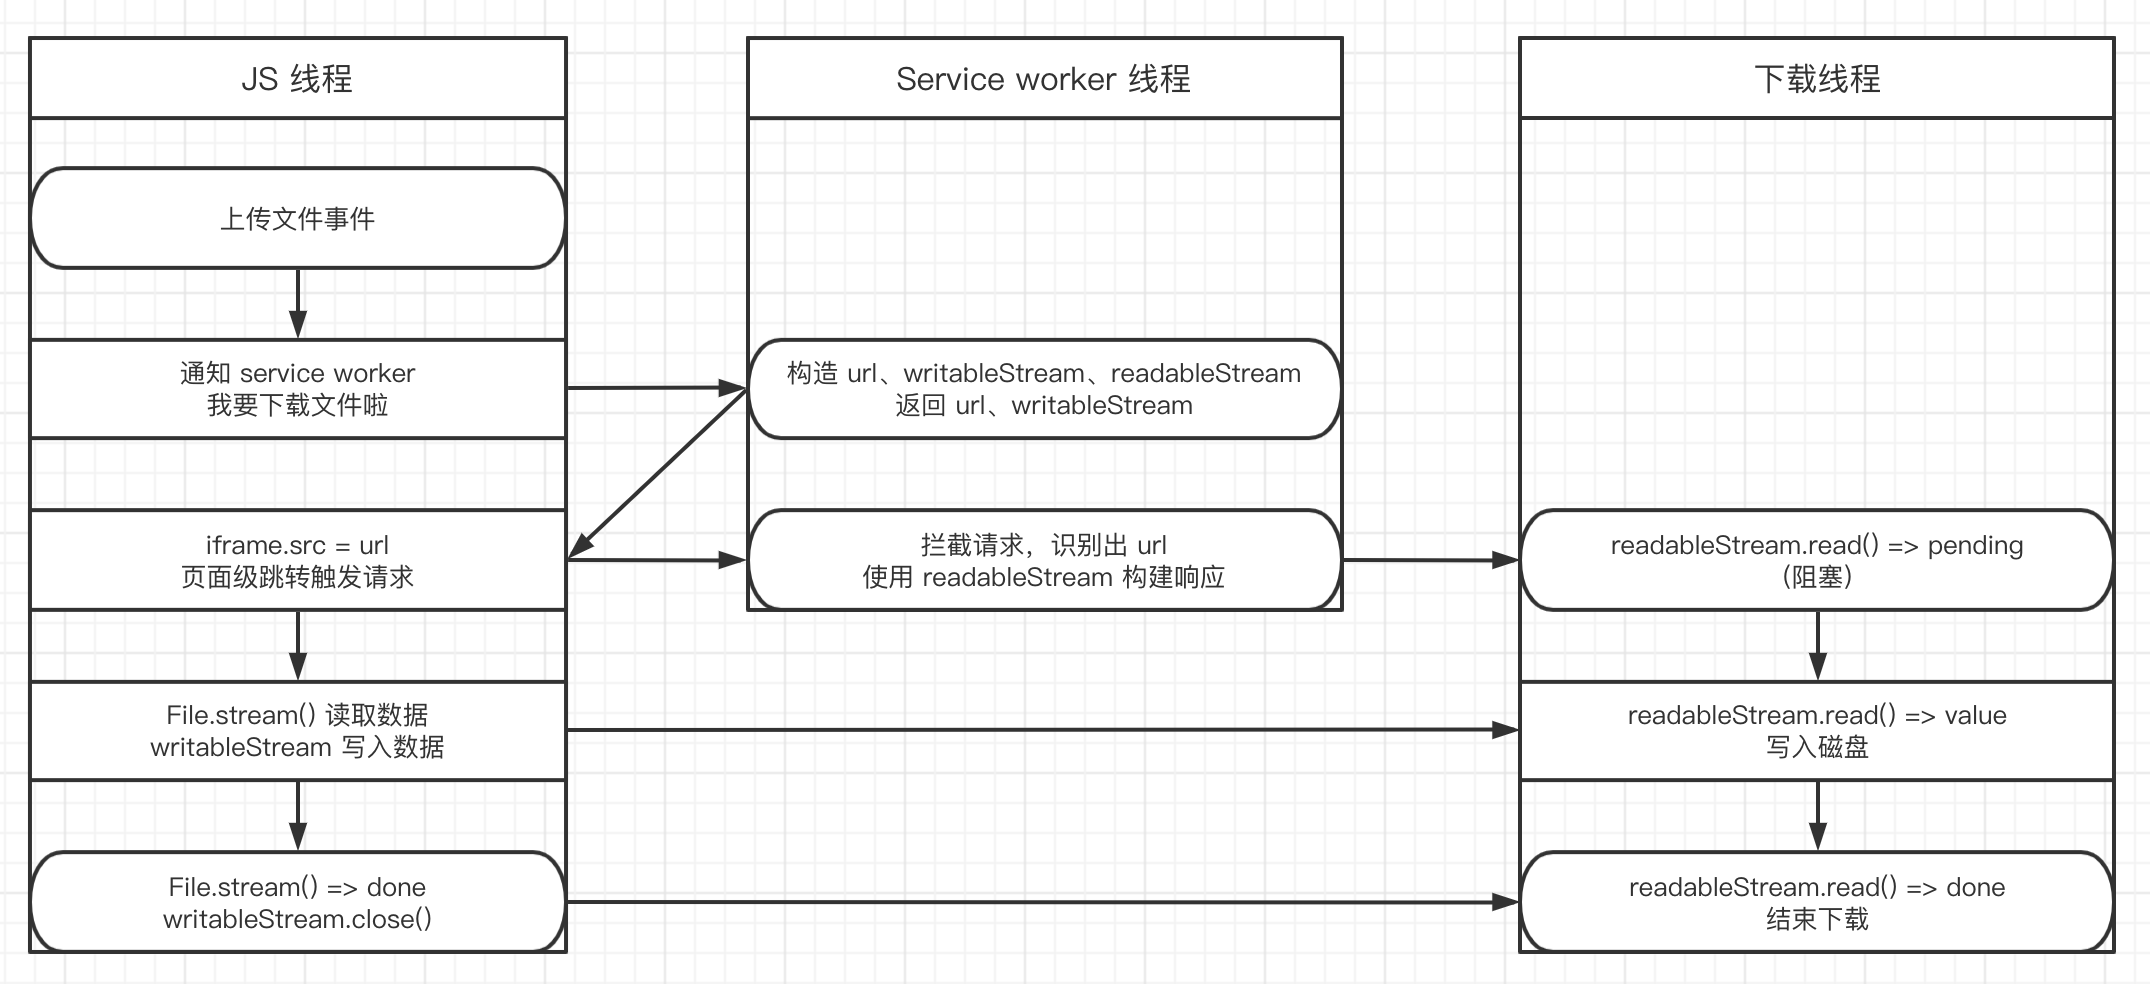 JS 线程
Service worker 线程
下载线程
上传文件事件
通知 service worker
我要下载文件啦
构造 url、writableStream、readableStream
返回 url、writableStream
iframe.src = url
页面级跳转触发请求
拦截请求，识别出 url
使用 readableStream 构建响应
readableStream.read() => pending
（阻塞）
File.stream() 读取数据
writableStream 写入数据
readableStream.read() => value
写入磁盘
File.stream() => done
writableStream.close()
readableStream.read() => done
结束下载